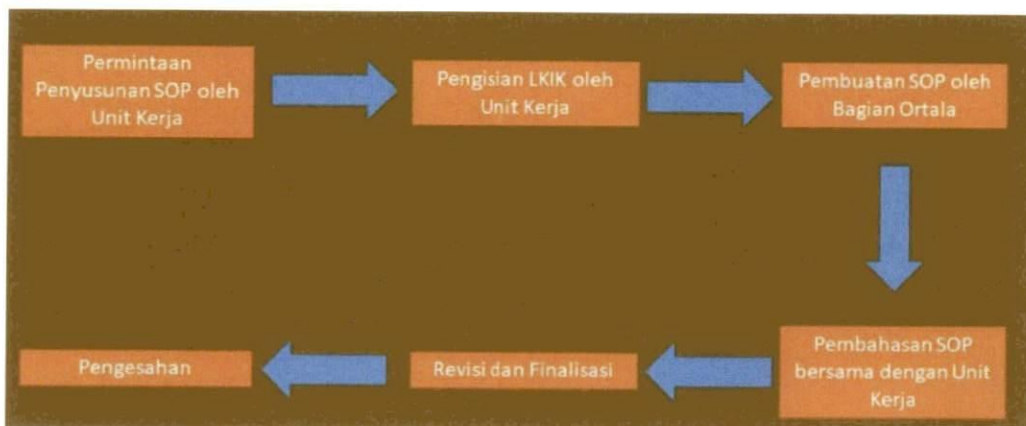 Permintaan
Penyusunan SOP oleh
Unit Kerja
Pengisian LKIK oleh
Unit Kerja
Pembuatan SOP oleh
Bagian Ortala
Pembahasan SOP
bersama dengan Unit
Kerja
Revisi dan Finalisasi
Pengesahan